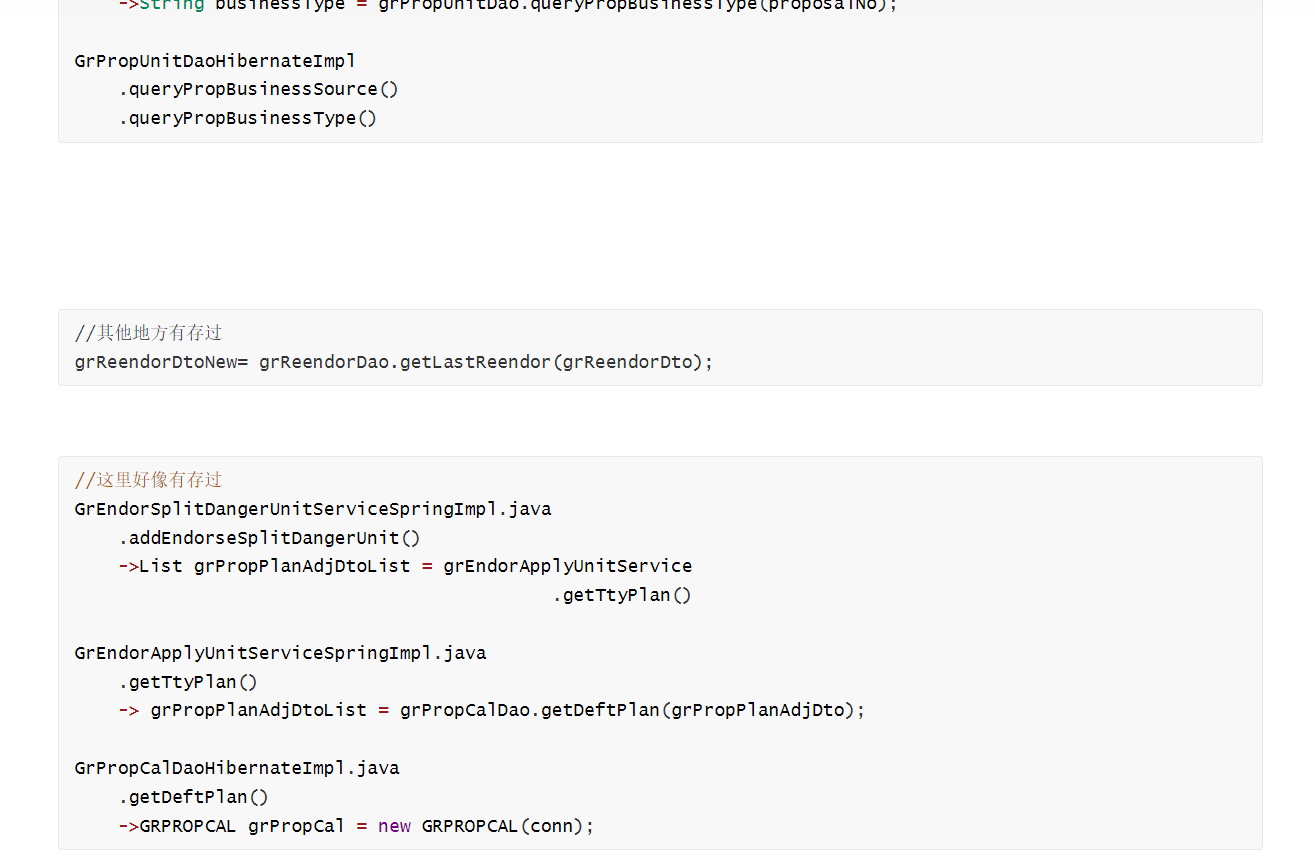 ->String businessType = grPropUnitDao.queryPropBusinessType(proposalNo);
GrPropUnitDaoHibernateImpl
.queryPropBusinessSource()
.queryPropBusinessType()
//其他地方有存过
grReendorDtoNew= grReendorDao.getLastReendor(grReendorDto);
//这里好像有存过
GrEndorSplitDangerUnitServiceSpringImpl.java
.addEndorseSplitDangerUnit()
->List grPropPlanAdjDtoList = grEndorApplyUnitService
.getTtyPlan()
GrEndorApplyUnitServiceSpringImpl.java
.getTtyPlan()
-> grPropPlanAdjDtoList = grPropCalDao.getDeftPlan(grPropPlanAdjDto);
GrPropCalDaoHibernateImpl.java
.getDeftPlan()
->GRPROPCAL grPropCal = new GRPROPCAL(conn);